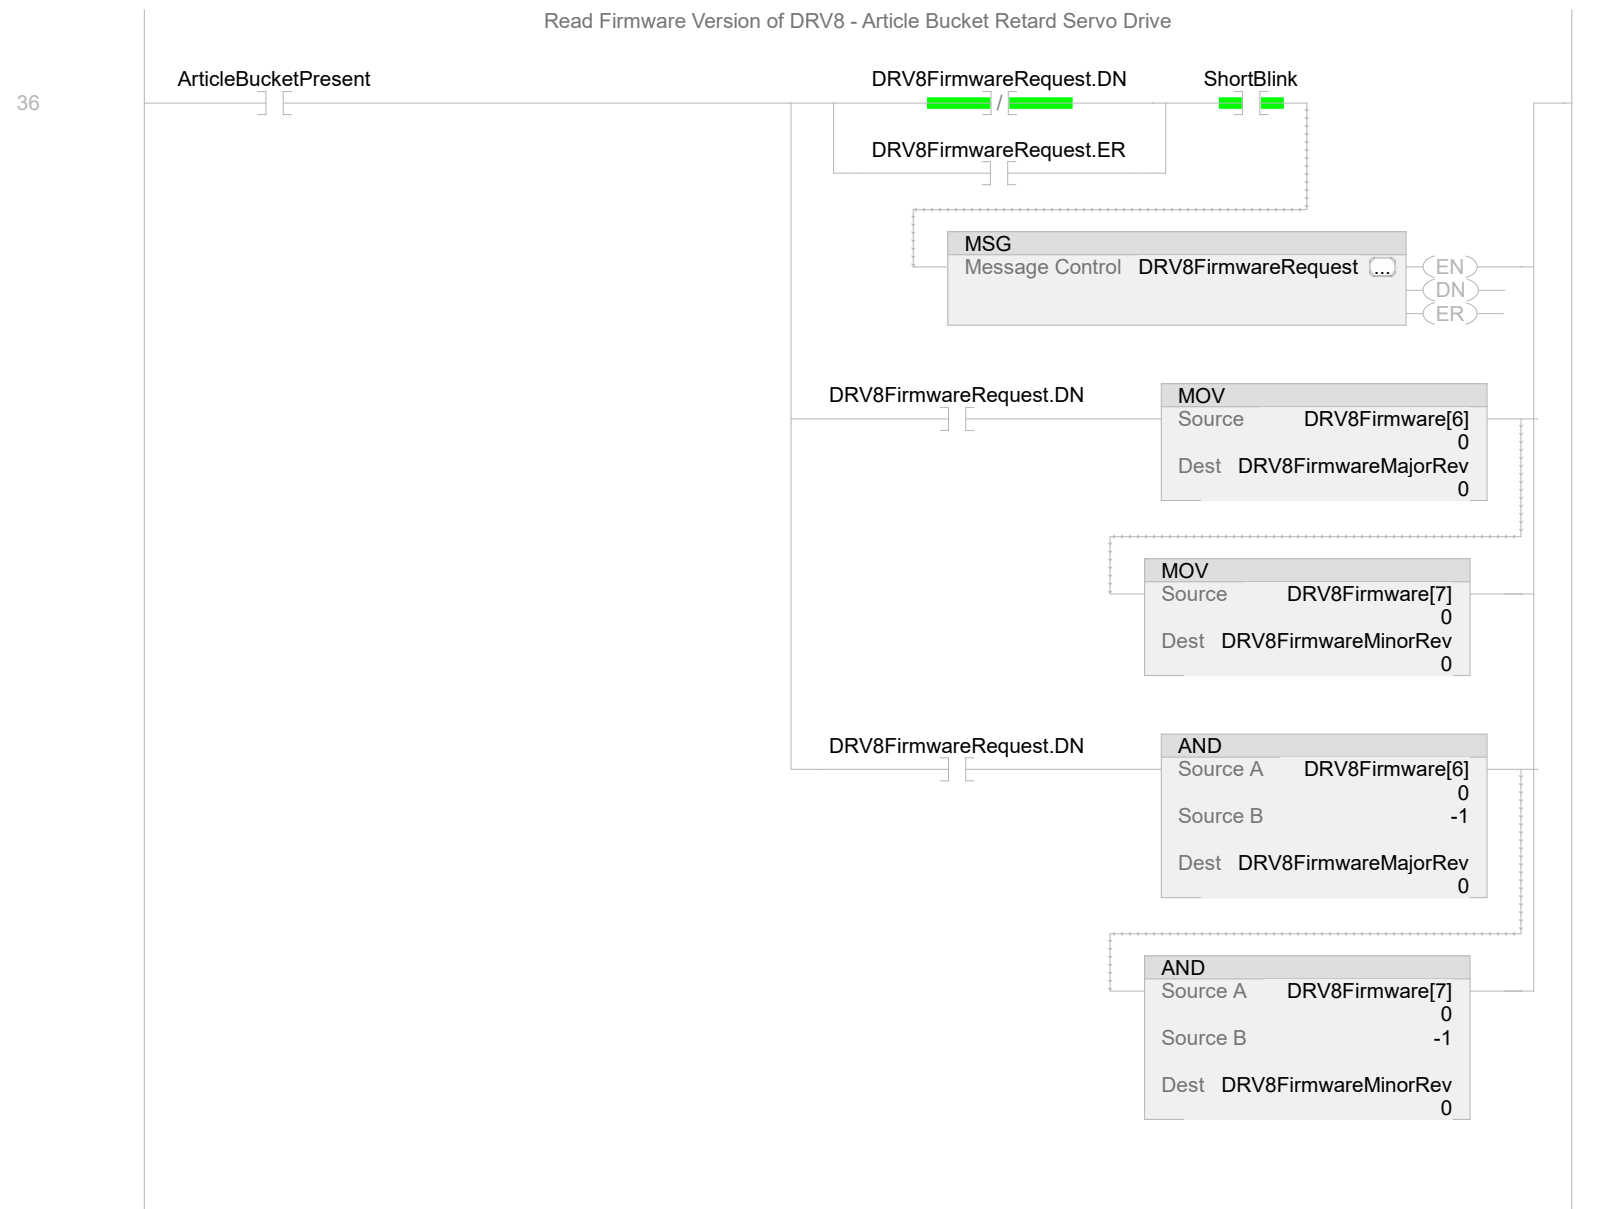 Read Firmware Version of DRV8 - Article Bucket Retard Servo Drive
ArticleBucketPresent DRV8FirmwareRequest.DN ShortBlink
36 /
DRV8FirmwareRequest.ER
MSG
Message Control DRV8FirmwareRequest ... EN
DN
ER
DRV8FirmwareRequest.DN MOV
Source DRV8Firmware[6]
0
Dest DRV8FirmwareMajorRev
0
MOV
Source DRV8Firmware[7]
0
Dest DRV8FirmwareMinorRev
0
DRV8FirmwareRequest.DN AND
Source A DRV8Firmware[6]
0
Source B -1
Dest DRV8FirmwareMajorRev
0
AND
Source A DRV8Firmware[7]
0
Source B -1
Dest DRV8FirmwareMinorRev
0